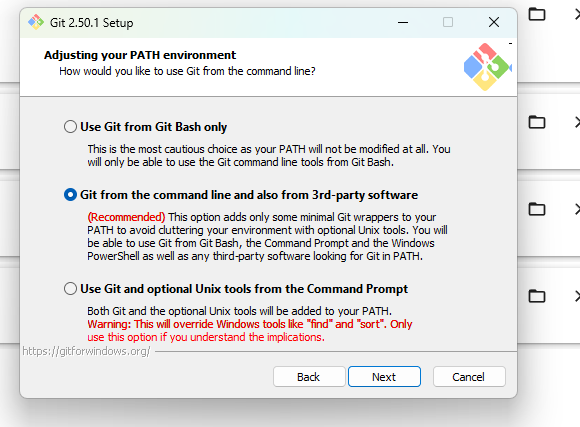 Git 2.50.1 Setup
Adjusting your PATH environment
How would you like to use Git from the command line?
Use Git from Git Bash only
This is the most cautious choice as your PATH will not be modified at all. You
will only be able to use the Git command line tools from Git Bash.
Git from the command line and also from 3rd-party software
(Recommended) This option adds only some minimal Git wrappers to your
PATH to avoid cluttering your environment with optional Unix tools. You will
be able to use Git from Git Bash, the Command Prompt and the Windows
PowerShell as well as any third-party software looking for Git in PATH.
Use Git and optional Unix tools from the Command Prompt
Both Git and the optional Unix tools will be added to your PATH.
Warning: This will override Windows tools like "find" and "sort". Only
use this option if you understand the implications.
https://gitforwindows.org/
Back
Next
Cancel